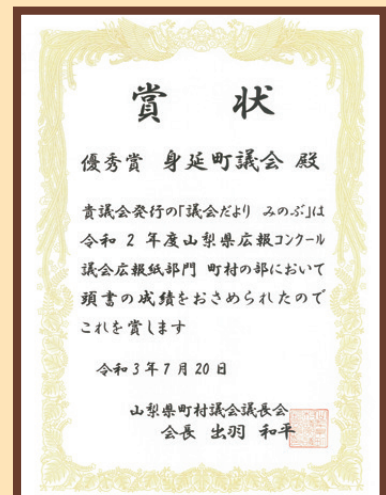 賞状
優秀賞 身延町議会 殿
貴議会発行の「議会だより みのぶ」は
令和 2 年度山梨県広報コンクール
議会広報紙部門 町村の部において
頭書の成績をおさめられたので
これを賞します
令和3年7月20日
山梨県町村議会議長会
会長 出羽 和平